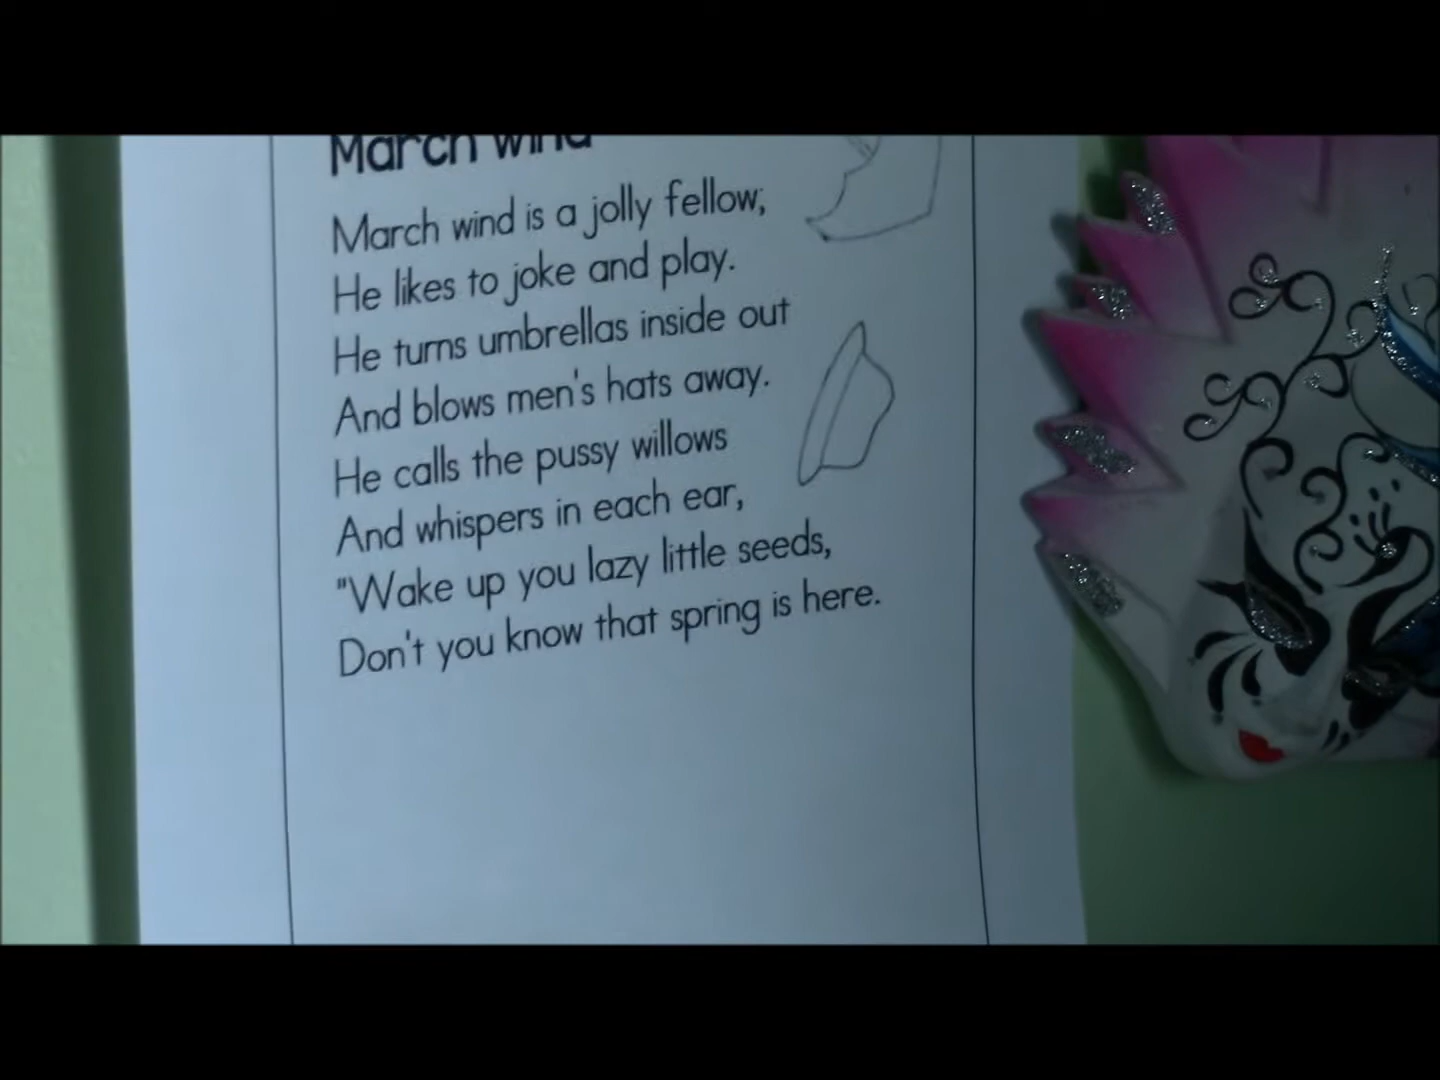 March wind
March wind is a jolly fellow;
He likes to joke and play.
He turns umbrellas inside out
And blows men's hats away.
He calls the pussy willows
And whispers in each ear,
"Wake up you lazy little seeds,
Don't you know that spring is here.